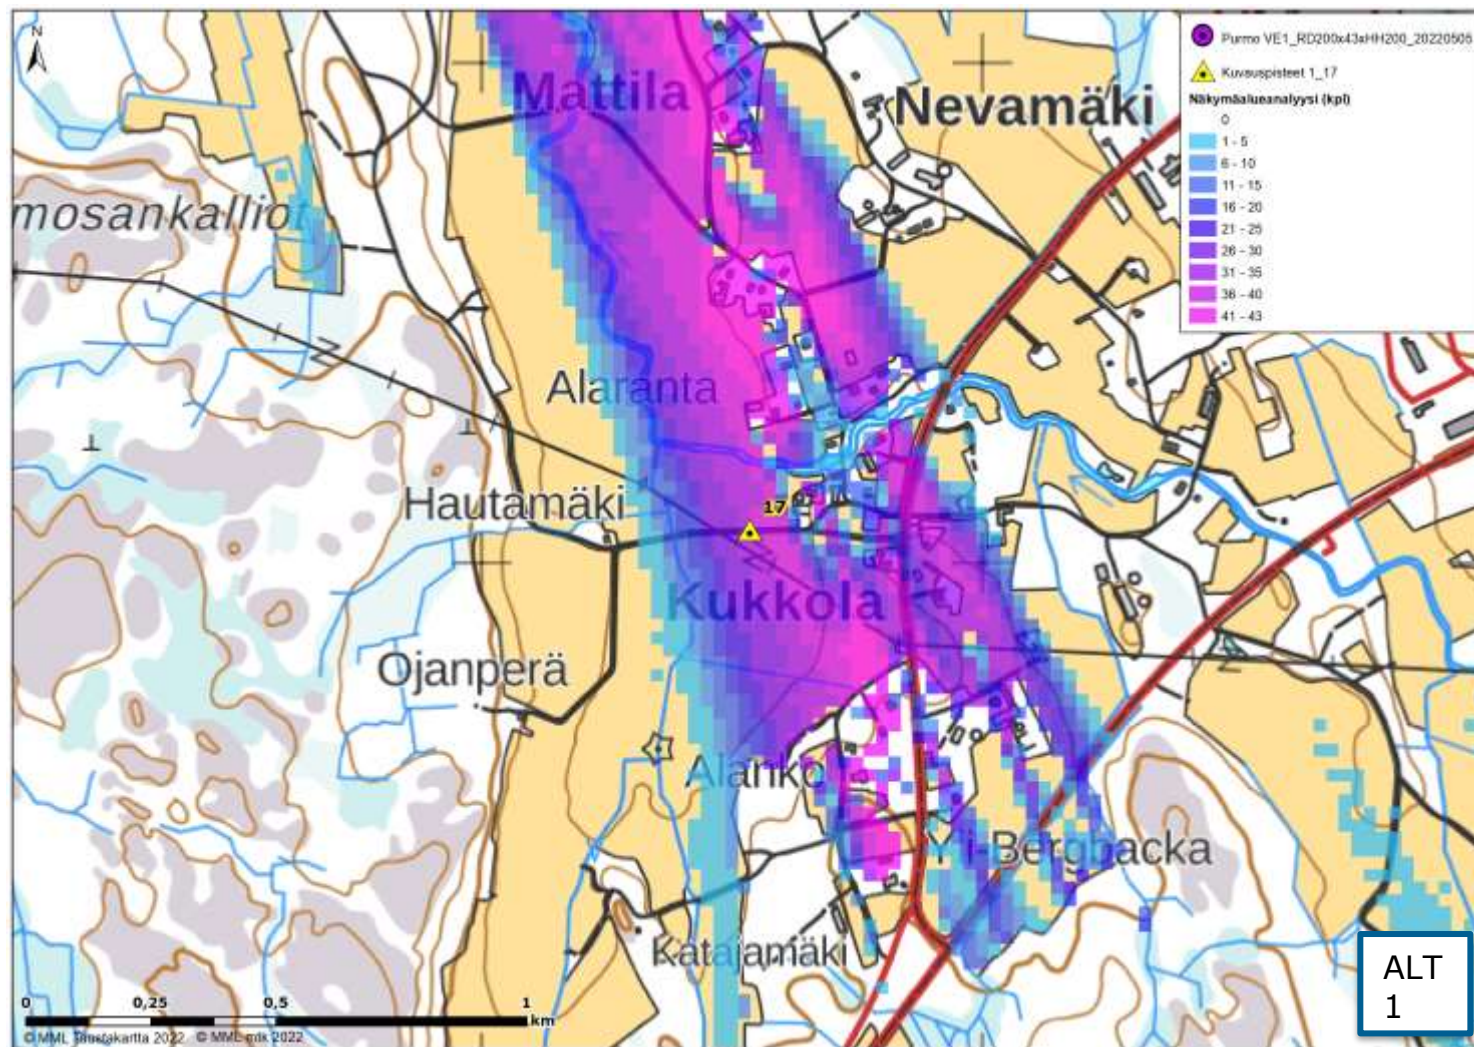 N
Purmo VE1_RD200x43xHH200_20220505
Kuvauspisteet 1_17
Näkymäalueanalyysi (kpl)
0
1 - 5
6 - 10
11 - 15
16 - 20
21 - 25
26 - 30
31 - 35
36 - 40
41 - 43
Mattila
Nevamäki
mosankalliot
Alaranta
Hautamäki
17
Kukkola
Ojanperä
Alanko
Yli-Bergbacka
Katajamäki
ALT
1
0 0,25 0,5 1
km
© MML Taustakartta 2022 © MML mtk 2022